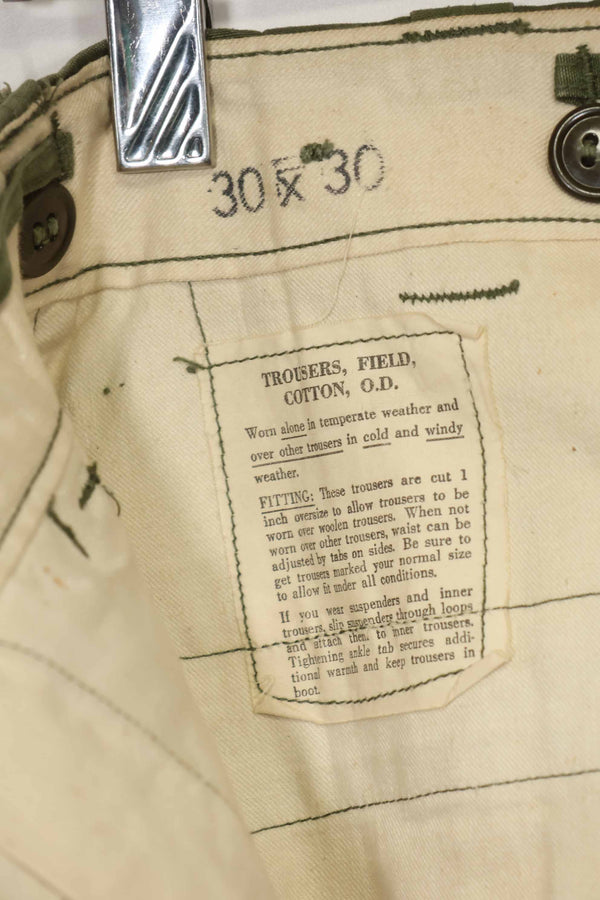 30 x 30
TROUSERS, FIELD,
COTTON, O.D.
Worn alone in temperate weather and
over other trousers in cold and windy
weather.
FITTING: These trousers are cut 1
inch oversize to allow trousers to be
worn over woolen trousers. When not
worn over other trousers, waist can be
adjusted by tabs on sides. Be sure to
get trousers marked your normal size
to allow fit under all conditions.
If you wear suspenders and inner
trousers, slip suspenders through loops
and attach them to inner trousers.
Tightening ankle tab secures addi-
tional warmth and keep trousers in
boot.